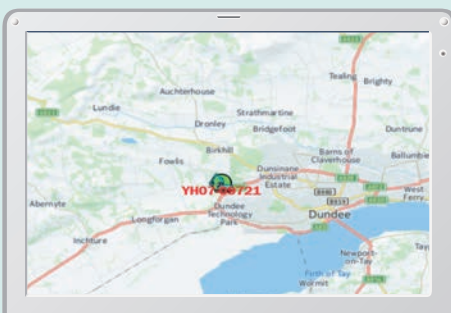 Tealing
Brighty
Auchterhouse
Lundie
Strathmartine
Dronley
Bridgefoot
Duntrune
Birkhill
Barns of
Claverhouse
Ballumbie
Fowlis
Dunsinane
Industrial
Estate
West
Ferry
Abernyte
Dundee
Technology
Park
Dundee
Longforgan
Inchture
Newport-
on-Tay
Tay
Firth of Tay
Wormit